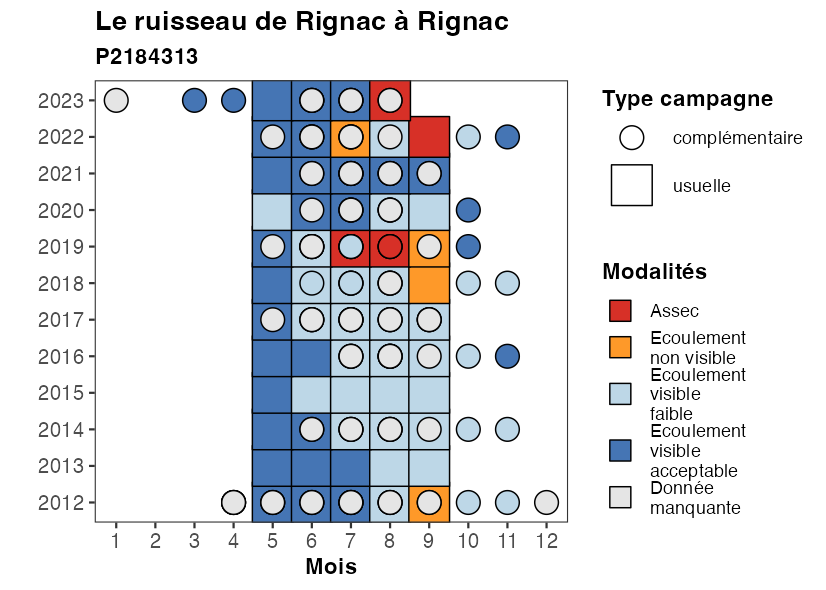 Le ruisseau de Rignac à Rignac
P2184313
2023
2022
2021
2020
2019
2018
2017
2016
2015
2014
2013
2012
1 2 3 4 5 6 7 8 9 10 11 12
Mois
Type campagne
complémentaire
usuelle
Modalités
Assec
Ecoulement
non visible
Ecoulement
visible
faible
Ecoulement
visible
acceptable
Donnée
manquante